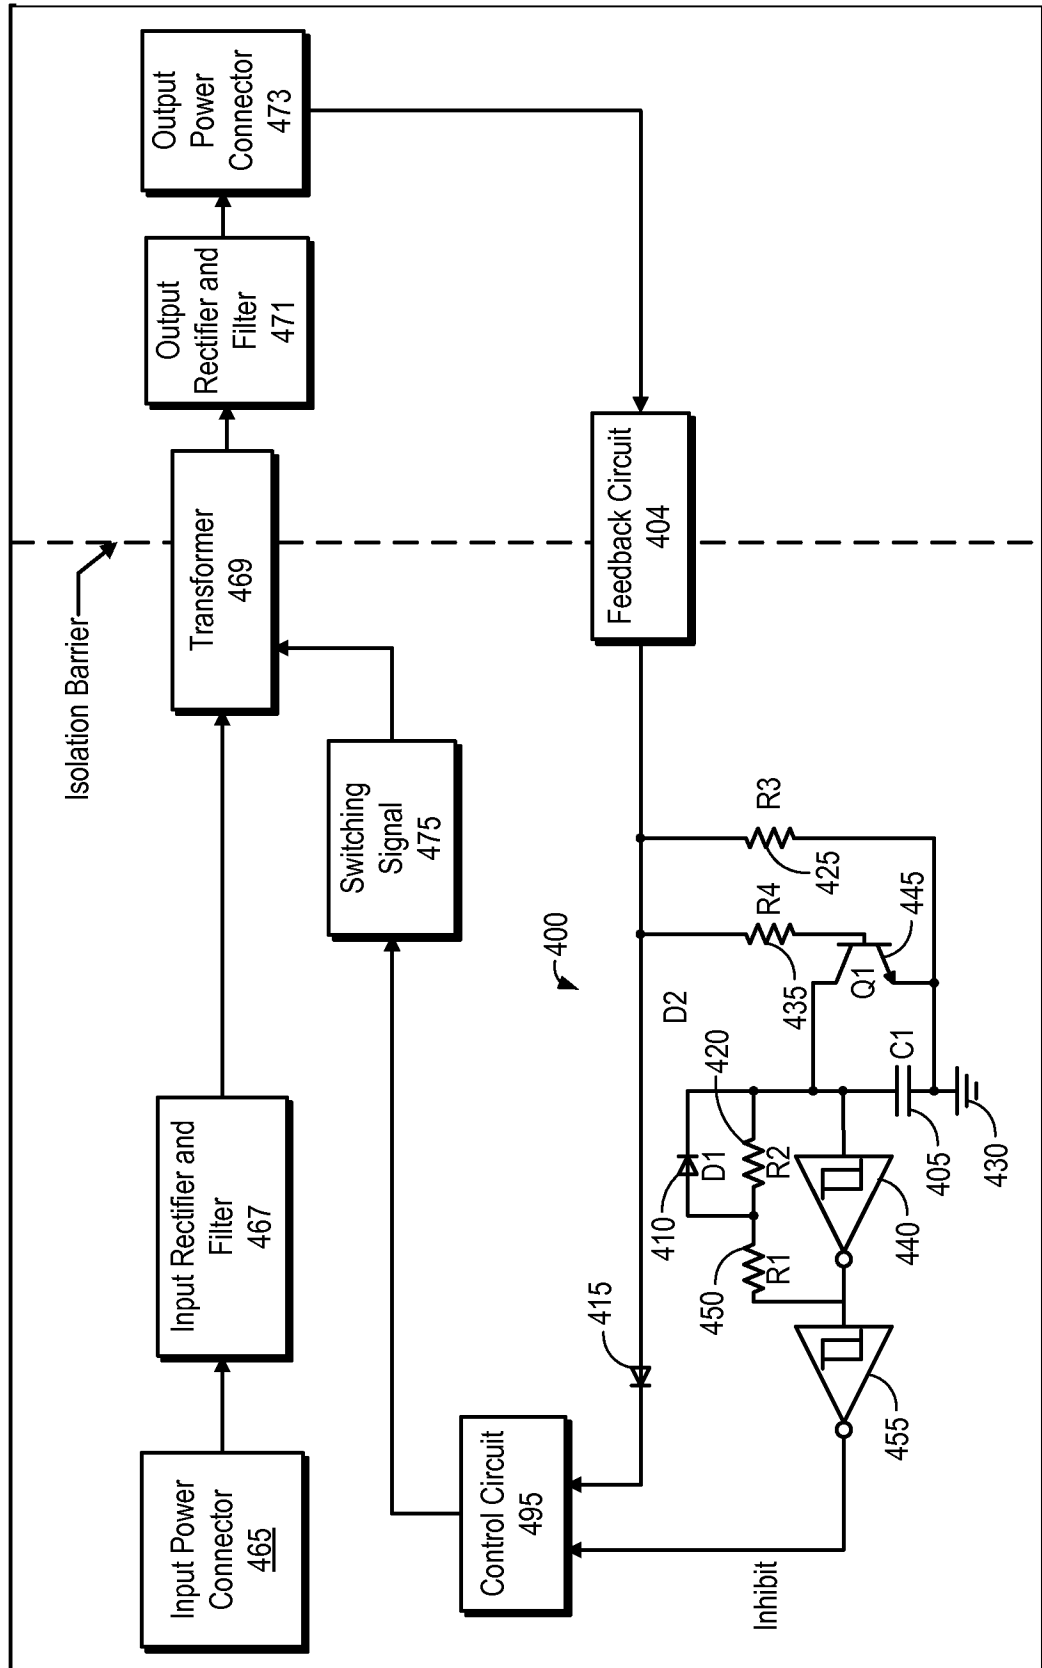 Isolation Barrier
Input Power
Connector
465
Input Rectifier and
Filter
467
Transformer
469
Output
Rectifier and
Filter
471
Output
Power
Connector
473
Switching
Signal
475
Control Circuit
495
Feedback Circuit
404
400
415
D2
410
D1
420
450
R1
R2
R4
435
R3
425
Q1
445
C1
405
430
440
455
Inhibit